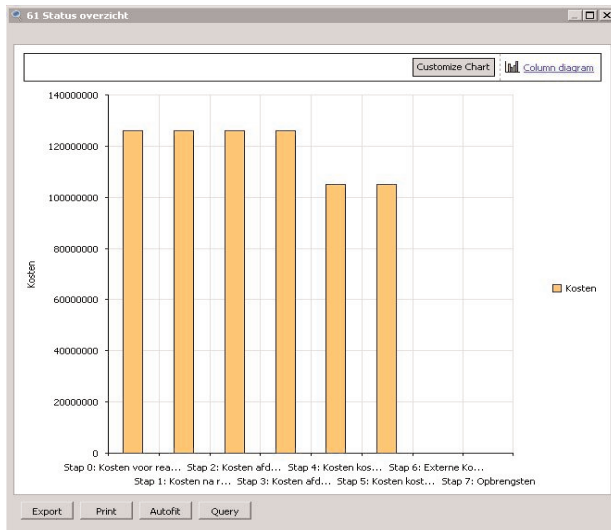 61 Status overzicht
Customize Chart
Column diagram
140000000
120000000
100000000
80000000
60000000
40000000
20000000
0
Kosten
Kosten
Stap 0: Kosten voor rea... Stap 2: Kosten afd... Stap 4: Kosten kos... Stap 6: Externe Ko...
Stap 1: Kosten na r... Stap 3: Kosten afd... Stap 5: Kosten kost... Stap 7: Opbrengsten
Export Print Autofit Query